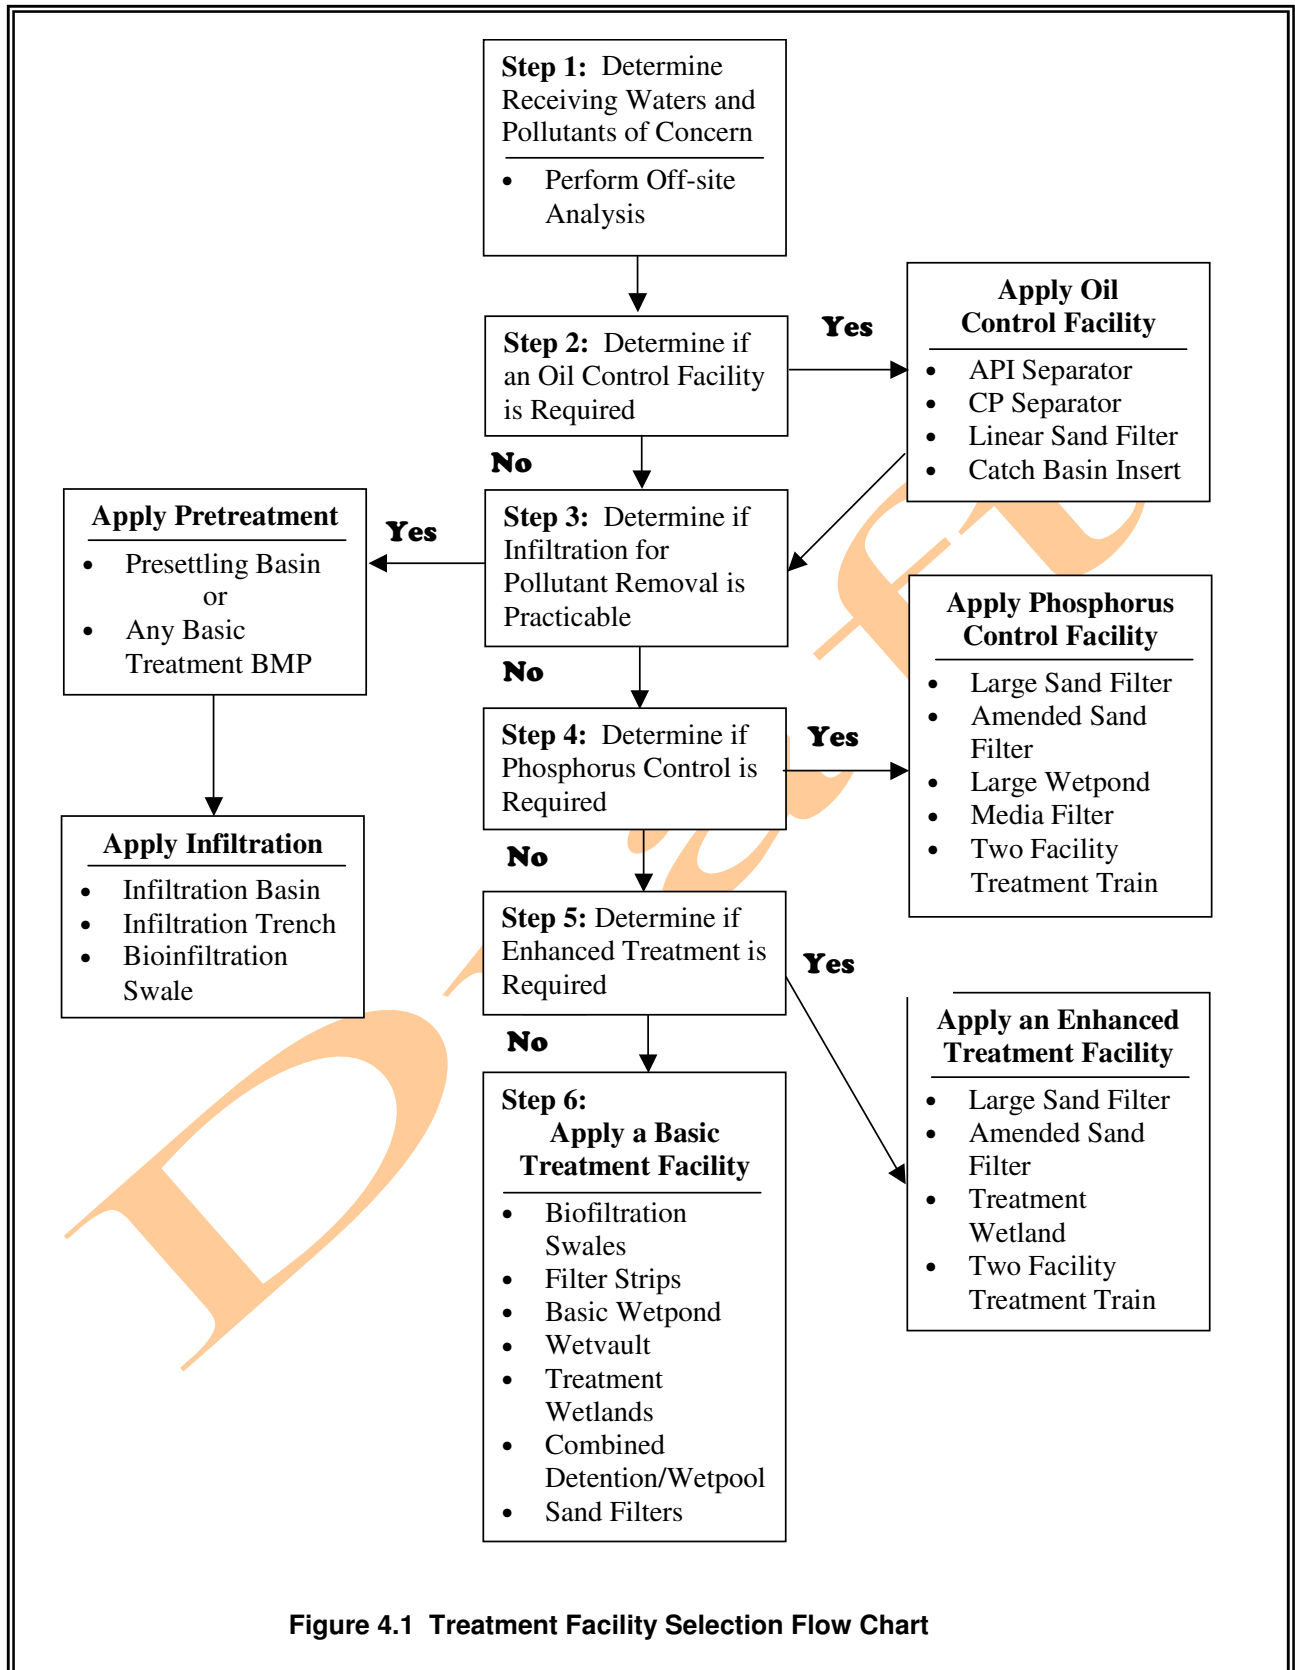 Step 1: Determine
Receiving Waters and
Pollutants of Concern
• Perform Off-site
Analysis
Step 2: Determine if
an Oil Control Facility
is Required
Yes
Apply Oil
Control Facility
• API Separator
• CP Separator
• Linear Sand Filter
• Catch Basin Insert
No
Step 3: Determine if
Infiltration for
Pollutant Removal is
Practicable
Yes
Apply Pretreatment
• Presettling Basin
or
• Any Basic
Treatment BMP
Apply Infiltration
• Infiltration Basin
• Infiltration Trench
• Bioinfiltration
Swale
No
Step 4: Determine if
Phosphorus Control is
Required
Yes
Apply Phosphorus
Control Facility
• Large Sand Filter
• Amended Sand
Filter
• Large Wetpond
• Media Filter
• Two Facility
Treatment Train
No
Step 5: Determine if
Enhanced Treatment is
Required
Yes
Apply an Enhanced
Treatment Facility
• Large Sand Filter
• Amended Sand
Filter
• Treatment
Wetland
• Two Facility
Treatment Train
No
Step 6:
Apply a Basic
Treatment Facility
• Biofiltration
Swales
• Filter Strips
• Basic Wetpond
• Wetvault
• Treatment
Wetlands
• Combined
Detention/Wetpool
• Sand Filters
Draft
Figure 4.1 Treatment Facility Selection Flow Chart